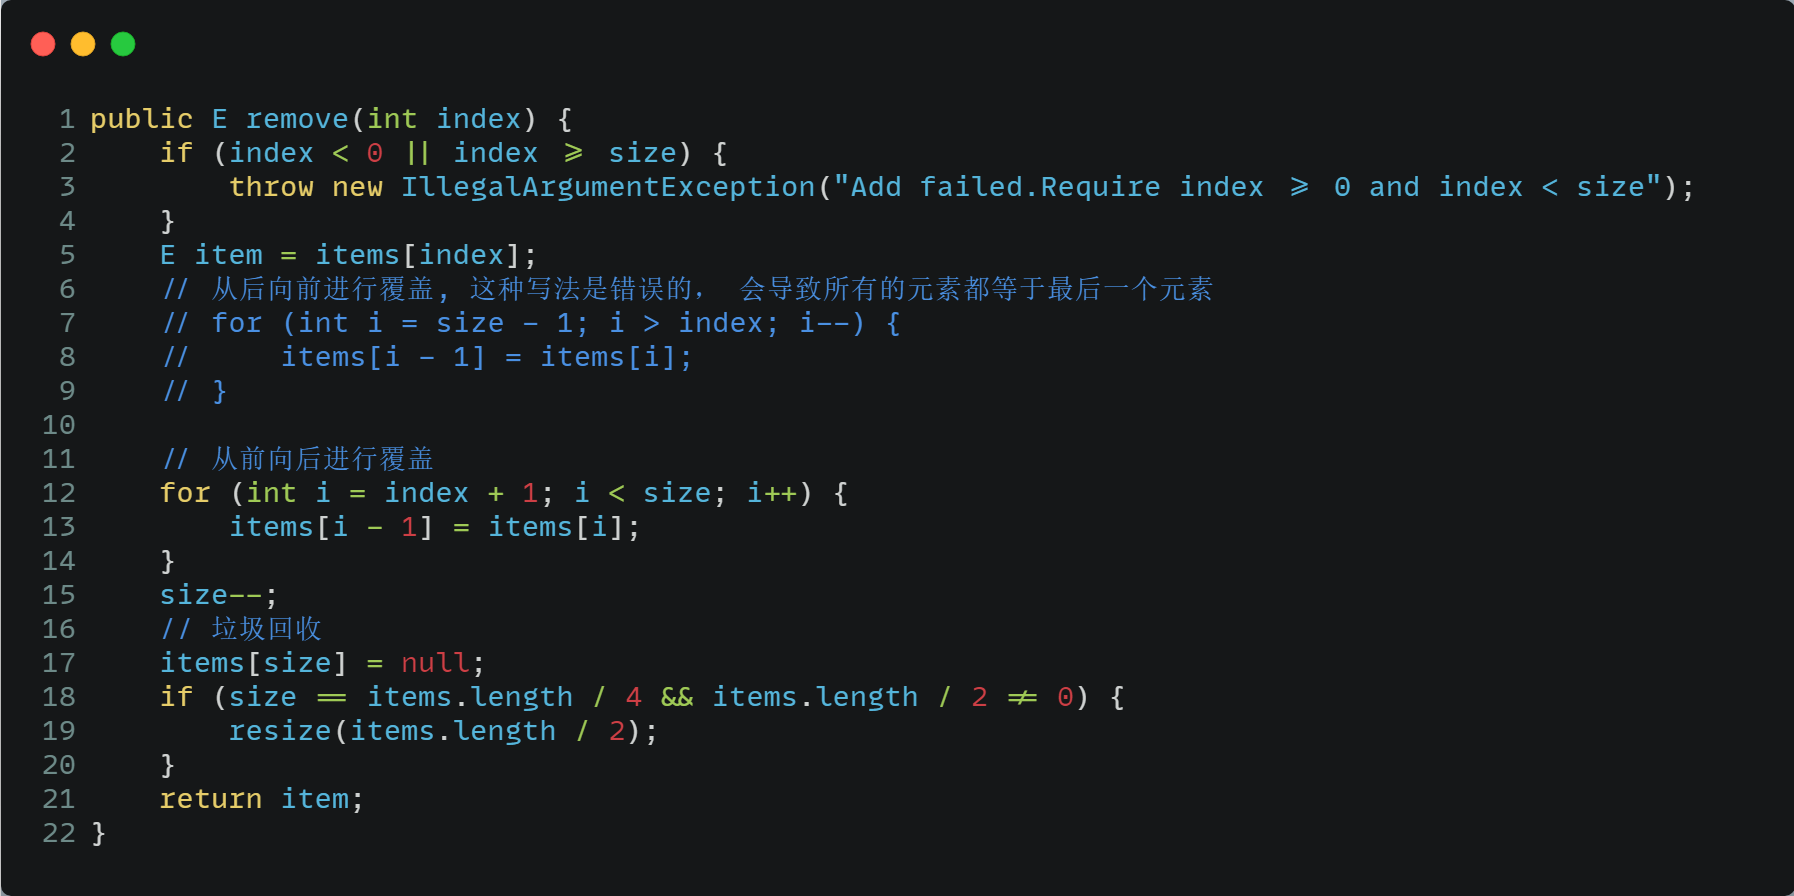 1 public E remove(int index) {
2     if (index < 0 || index >= size) {
3         throw new IllegalArgumentException("Add failed.Require index >= 0 and index < size");
4     }
5     E item = items[index];
6     // 从后向前进行覆盖, 这种写法是错误的， 会导致所有的元素都等于最后一个元素
7     // for (int i = size - 1; i > index; i--) {
8     //     items[i - 1] = items[i];
9     // }
10
11     // 从前向后进行覆盖
12     for (int i = index + 1; i < size; i++) {
13         items[i - 1] = items[i];
14     }
15     size--;
16     // 垃圾回收
17     items[size] = null;
18     if (size == items.length / 4 && items.length / 2 != 0) {
19         resize(items.length / 2);
20     }
21     return item;
22 }